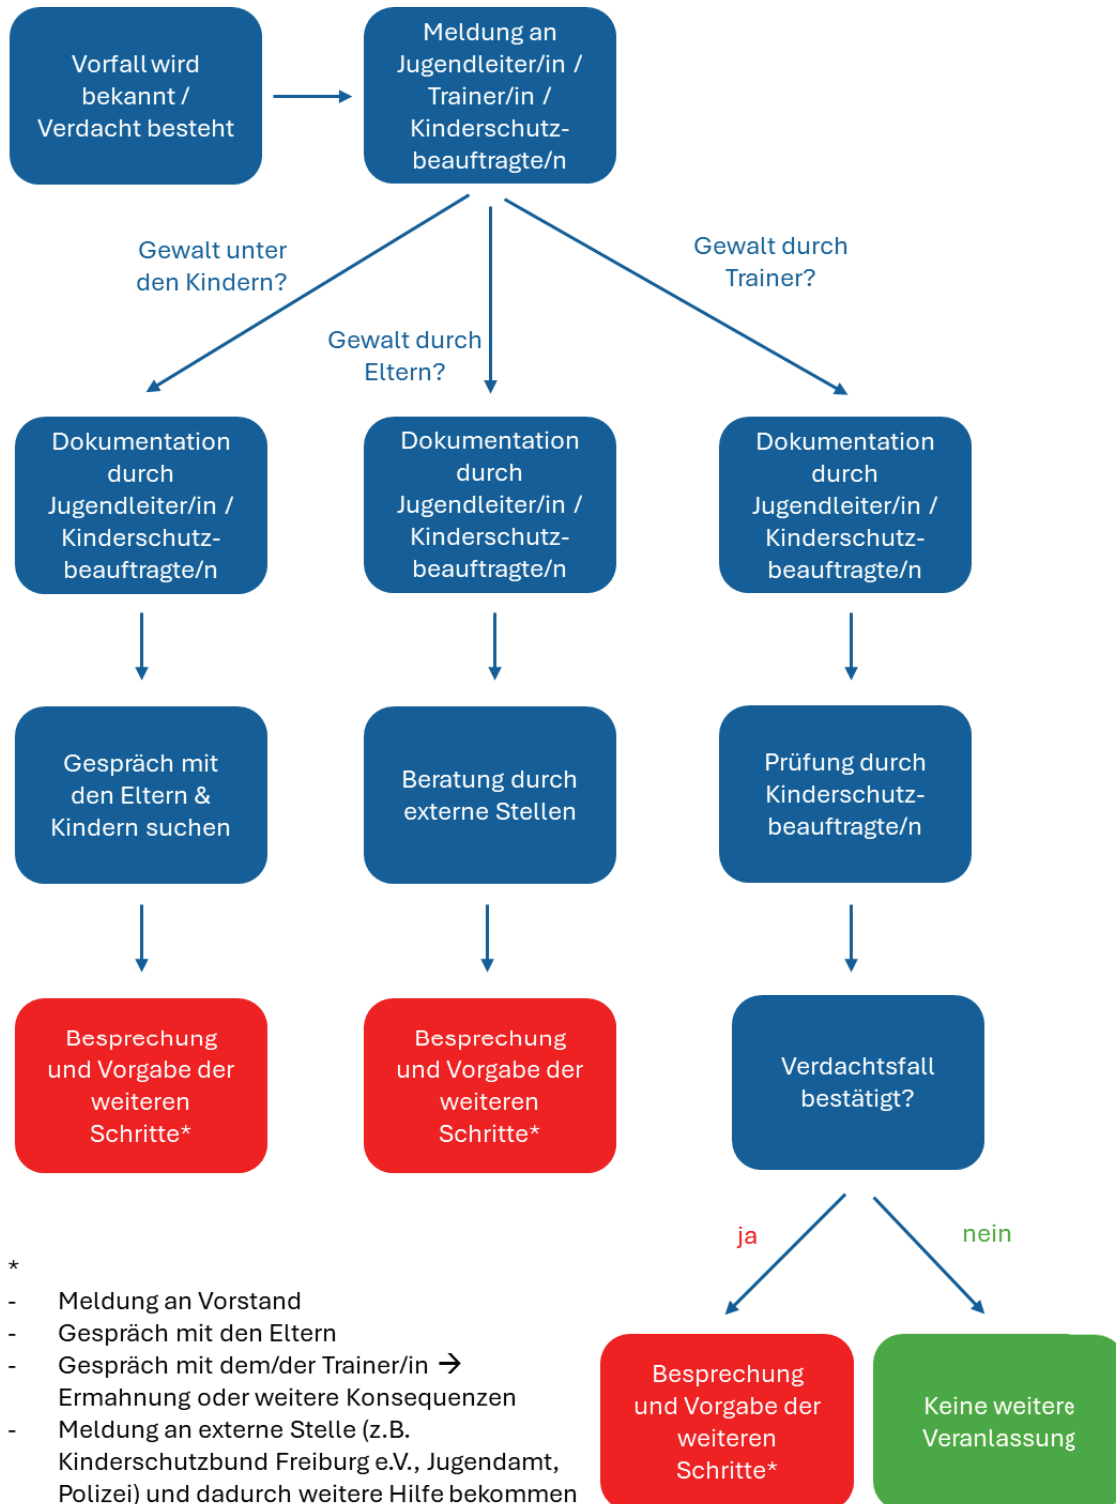 Vorfall wird
bekannt /
Verdacht besteht
Meldung an
Jugendleiter/in /
Trainer/in /
Kinderschutz-
beauftragte/n
Gewalt unter
den Kindern?
Gewalt durch
Eltern?
Gewalt durch
Trainer?
Dokumentation
durch
Jugendleiter/in /
Kinderschutz-
beauftragte/n
Dokumentation
durch
Jugendleiter/in /
Kinderschutz-
beauftragte/n
Dokumentation
durch
Jugendleiter/in /
Kinderschutz-
beauftragte/n
Gespräch mit
den Eltern &
Kindern suchen
Beratung durch
externe Stellen
Prüfung durch
Kinderschutz-
beauftragte/n
Besprechung
und Vorgabe der
weiteren
Schritte*
Besprechung
und Vorgabe der
weiteren
Schritte*
Verdachtsfall
bestätigt?
ja
nein
Besprechung
und Vorgabe der
weiteren
Schritte*
Keine weitere
Veranlassung
*
- Meldung an Vorstand
- Gespräch mit den Eltern
- Gespräch mit dem/der Trainer/in →
Ermahnung oder weitere Konsequenzen
- Meldung an externe Stelle (z.B.
Kinderschutzbund Freiburg e.V., Jugendamt,
Polizei) und dadurch weitere Hilfe bekommen